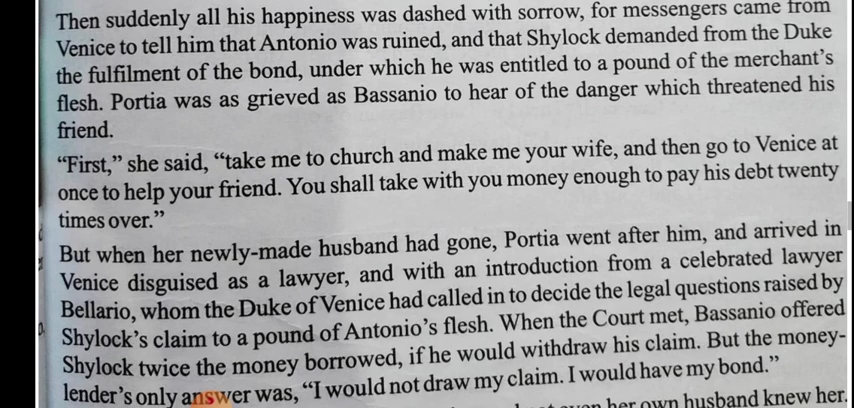 Then suddenly all his happiness was dashed with sorrow, for messengers came from
Venice to tell him that Antonio was ruined, and that Shylock demanded from the Duke
the fulfilment of the bond, under which he was entitled to a pound of the merchant's
flesh. Portia was as grieved as Bassanio to hear of the danger which threatened his
friend.
“First,” she said, “take me to church and make me your wife, and then go to Venice at
once to help your friend. You shall take with you money enough to pay his debt twenty
times over.”
But when her newly-made husband had gone, Portia went after him, and arrived in
Venice disguised as a lawyer, and with an introduction from a celebrated lawyer
Bellario, whom the Duke of Venice had called in to decide the legal questions raised by
Shylock's claim to a pound of Antonio's flesh. When the Court met, Bassanio offered
Shylock twice the money borrowed, if he would withdraw his claim. But the money-
lender's only answer was, “I would not draw my claim. I would have my bond.”
even her own husband knew her.